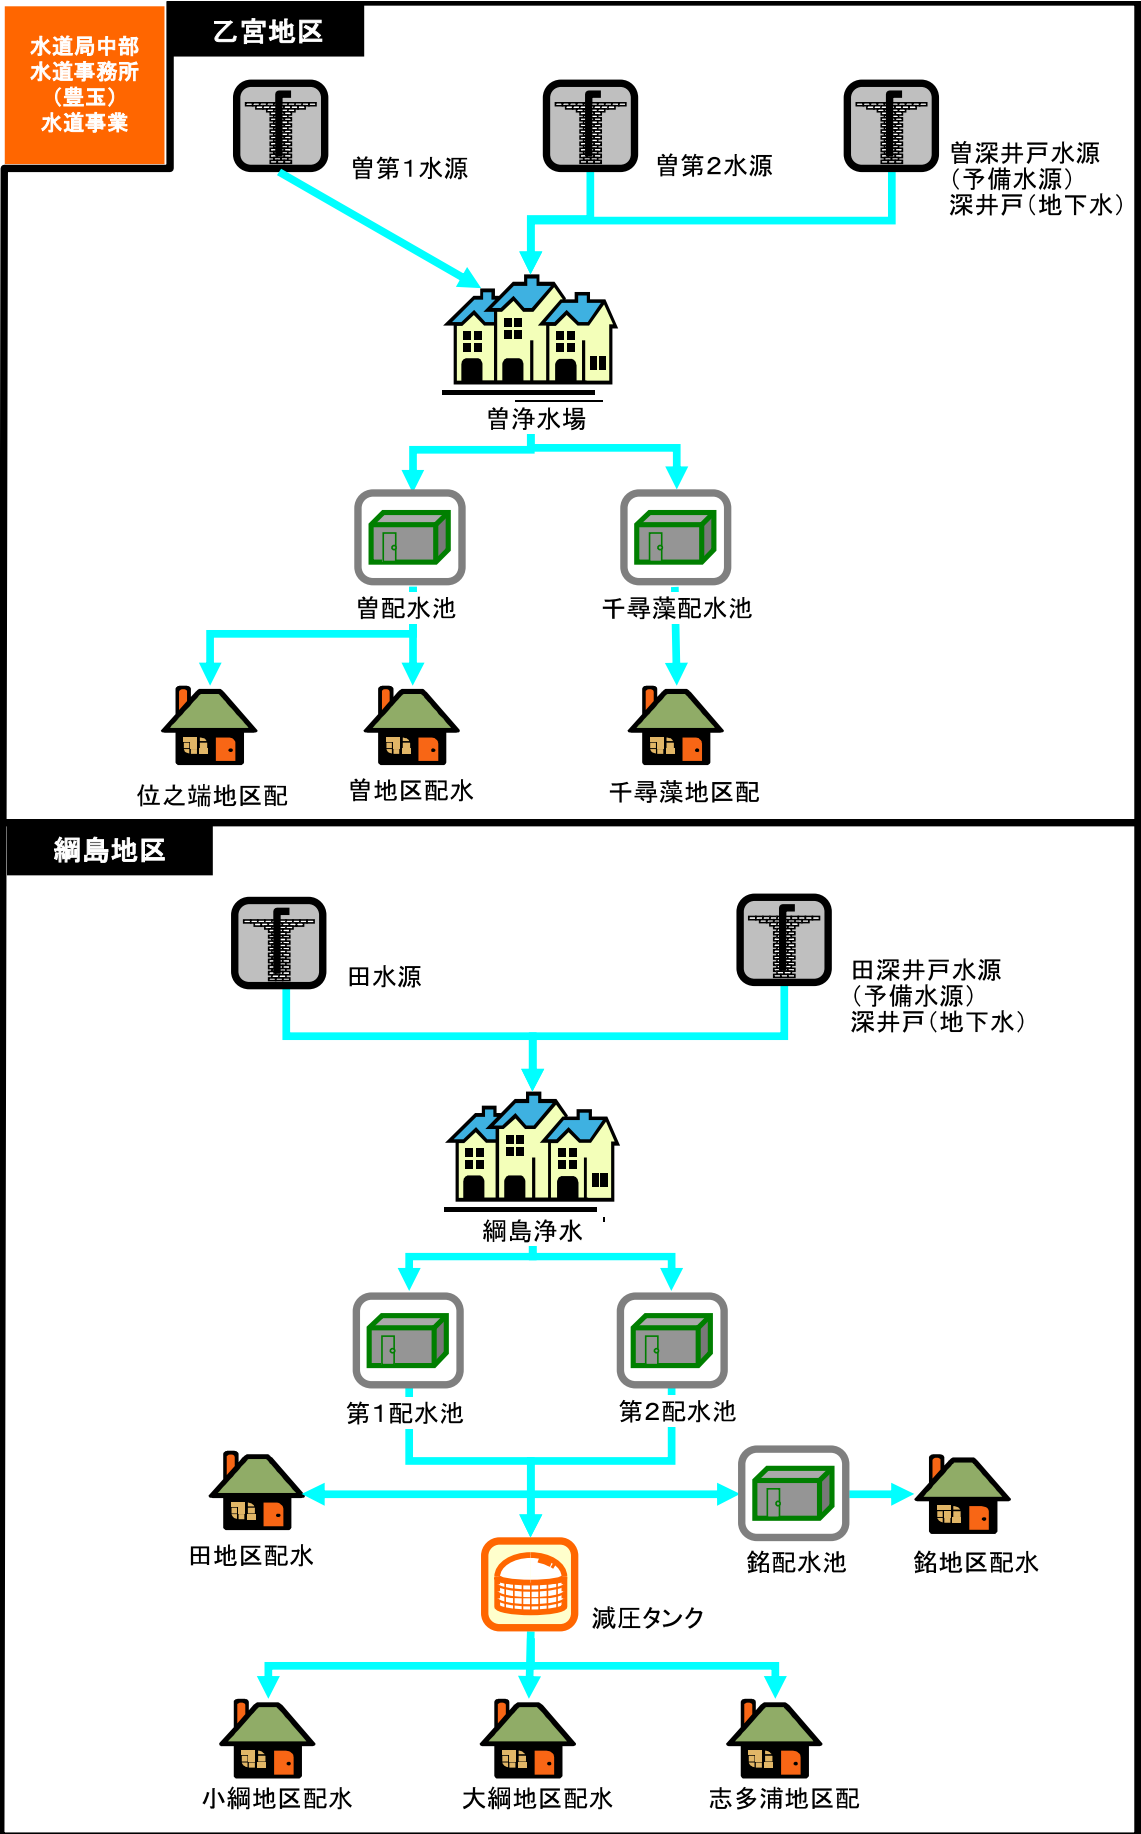 水道局中部
水道事務所
（豊玉）
水道事業
乙宮地区
曽第１水源
曽第２水源
曽深井戸水源
（予備水源）
深井戸（地下水）
曽浄水場
曽配水池
千尋藻配水池
位之端地区配
曽地区配水
千尋藻地区配
綱島地区
田水源
田深井戸水源
（予備水源）
深井戸（地下水）
綱島浄水
第１配水池
第２配水池
田地区配水
銘配水池
銘地区配水
減圧タンク
小綱地区配水
大綱地区配水
志多浦地区配